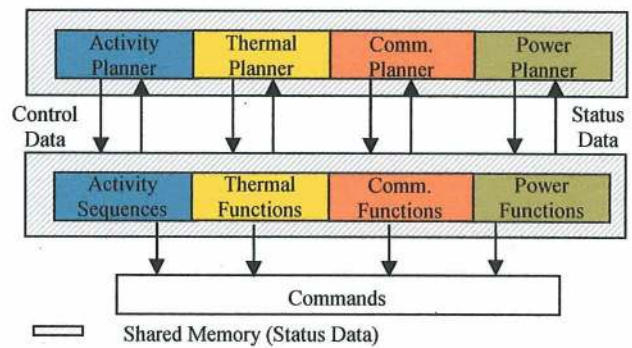 Activity Planner
Thermal Planner
Comm. Planner
Power Planner
Control Data
Status Data
Activity Sequences
Thermal Functions
Comm. Functions
Power Functions
Commands
Shared Memory (Status Data)